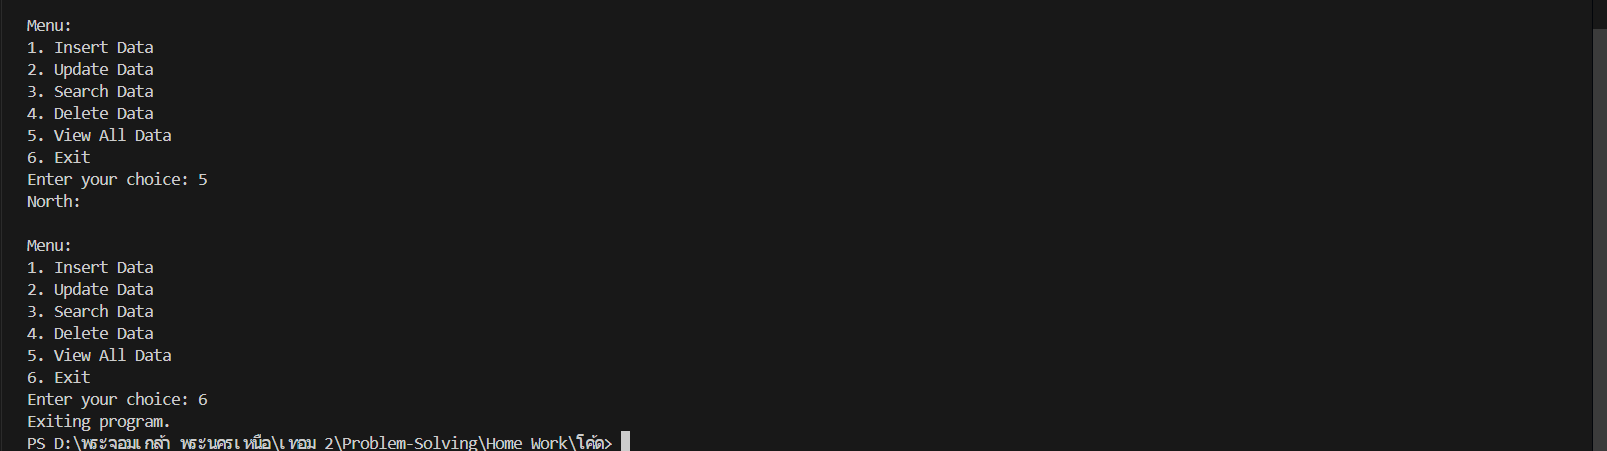 Menu:
1. Insert Data
2. Update Data
3. Search Data
4. Delete Data
5. View All Data
6. Exit
Enter your choice: 5
North:
Menu:
1. Insert Data
2. Update Data
3. Search Data
4. Delete Data
5. View All Data
6. Exit
Enter your choice: 6
Exiting program.
PS D:\พระจอมเกล้า พระนครเหนือ\เทอม 2\Problem-Solving\Home Work\โค้ด>